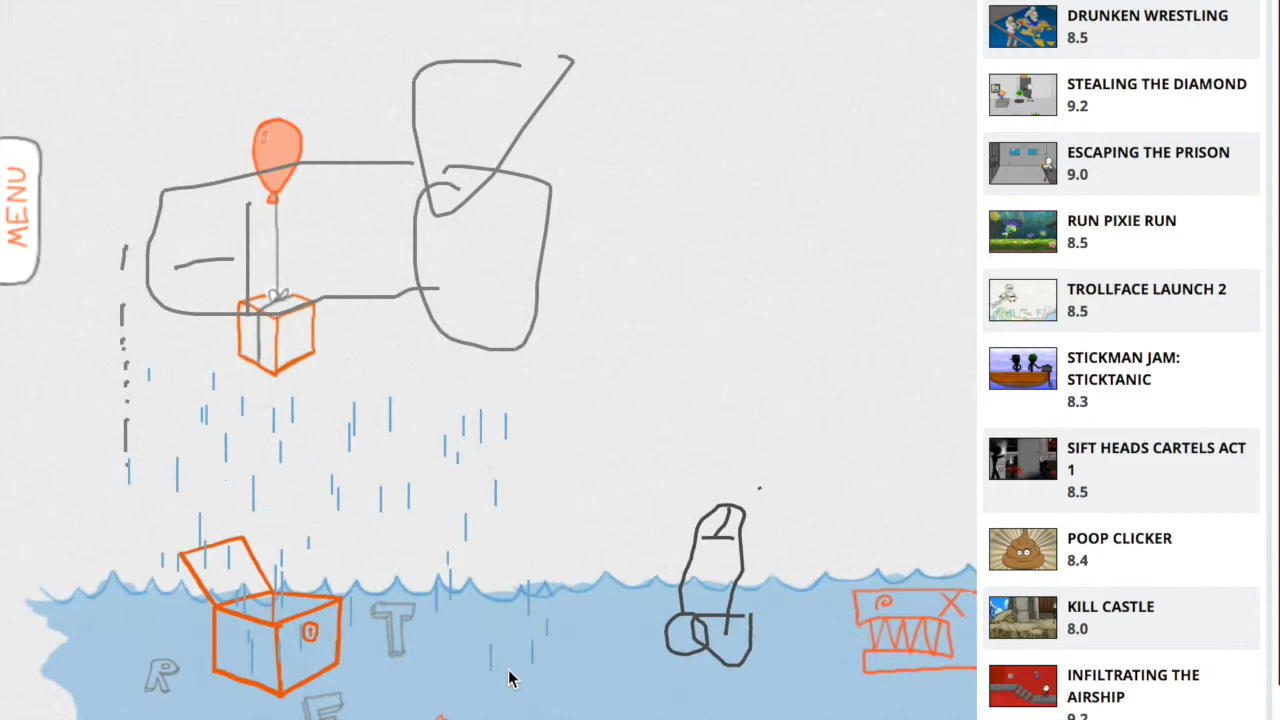 MENU
R
T
E
X
DRUNKEN WRESTLING
8.5
STEALING THE DIAMOND
9.2
ESCAPING THE PRISON
9.0
RUN PIXIE RUN
8.5
TROLLFACE LAUNCH 2
8.5
STICKMAN JAM:
STICKTANIC
8.3
SIFT HEADS CARTELS ACT
1
8.5
POOP CLICKER
8.4
KILL CASTLE
8.0
INFILTRATING THE
AIRSHIP
9.2